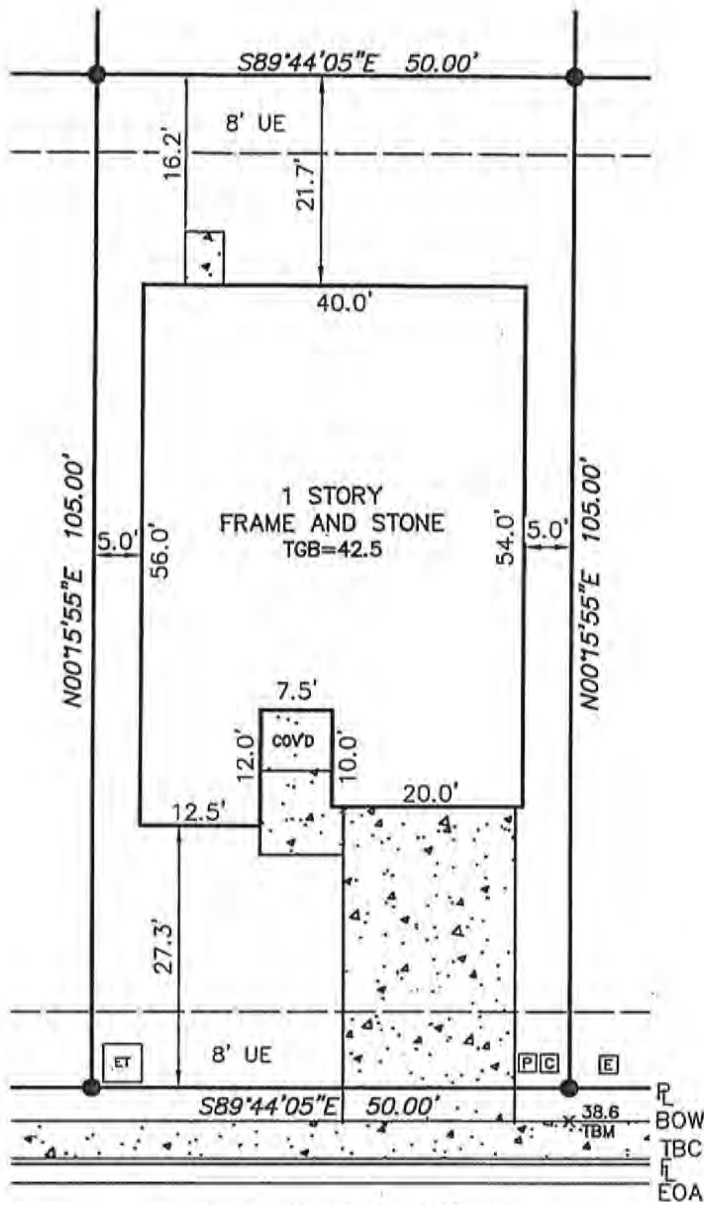 S89°44'05"E 50.00'
8' UE
16.2'
21.7'
40.0'
N00°15'55"E 105.00'
5.0'
56.0'
1 STORY
FRAME AND STONE
TGB=42.5
54.0'
5.0'
N00°15'55"E 105.00'
7.5'
COV'D
12.0'
10.0'
20.0'
12.5'
27.3'
8' UE
ET
P C E
S89°44'05"E 50.00'
PL
38.6
BOW
TBM
TBC
FL
EOA